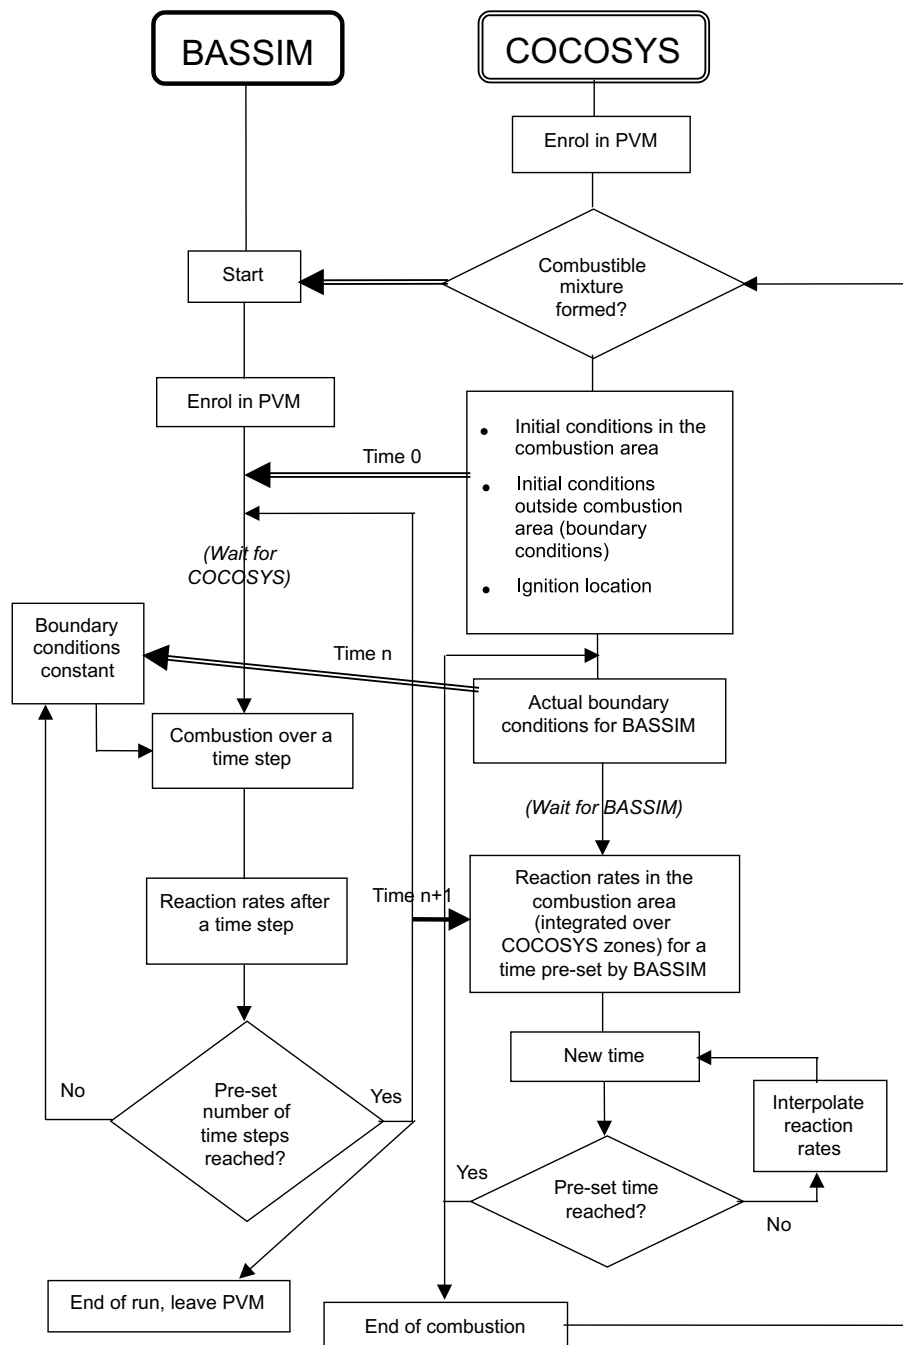 BASSIM
COCOSYS
Enrol in PVM
Start
Combustible
mixture
formed?
Enrol in PVM
• Initial conditions in the
combustion area
Time 0
• Initial conditions
outside combustion
area (boundary
conditions)
(Wait for
COCOSYS)
• Ignition location
Boundary
conditions
constant
Time n
Actual boundary
conditions for BASSIM
Combustion over a
time step
(Wait for BASSIM)
Reaction rates after
a time step
Time n+1
Reaction rates in the
combustion area
(integrated over
COCOSYS zones) for a
time pre-set by BASSIM
New time
No
Pre-set
number of
time steps
reached?
Yes
Interpolate
reaction
rates
Yes
Pre-set time
reached?
No
End of run, leave PVM
End of combustion